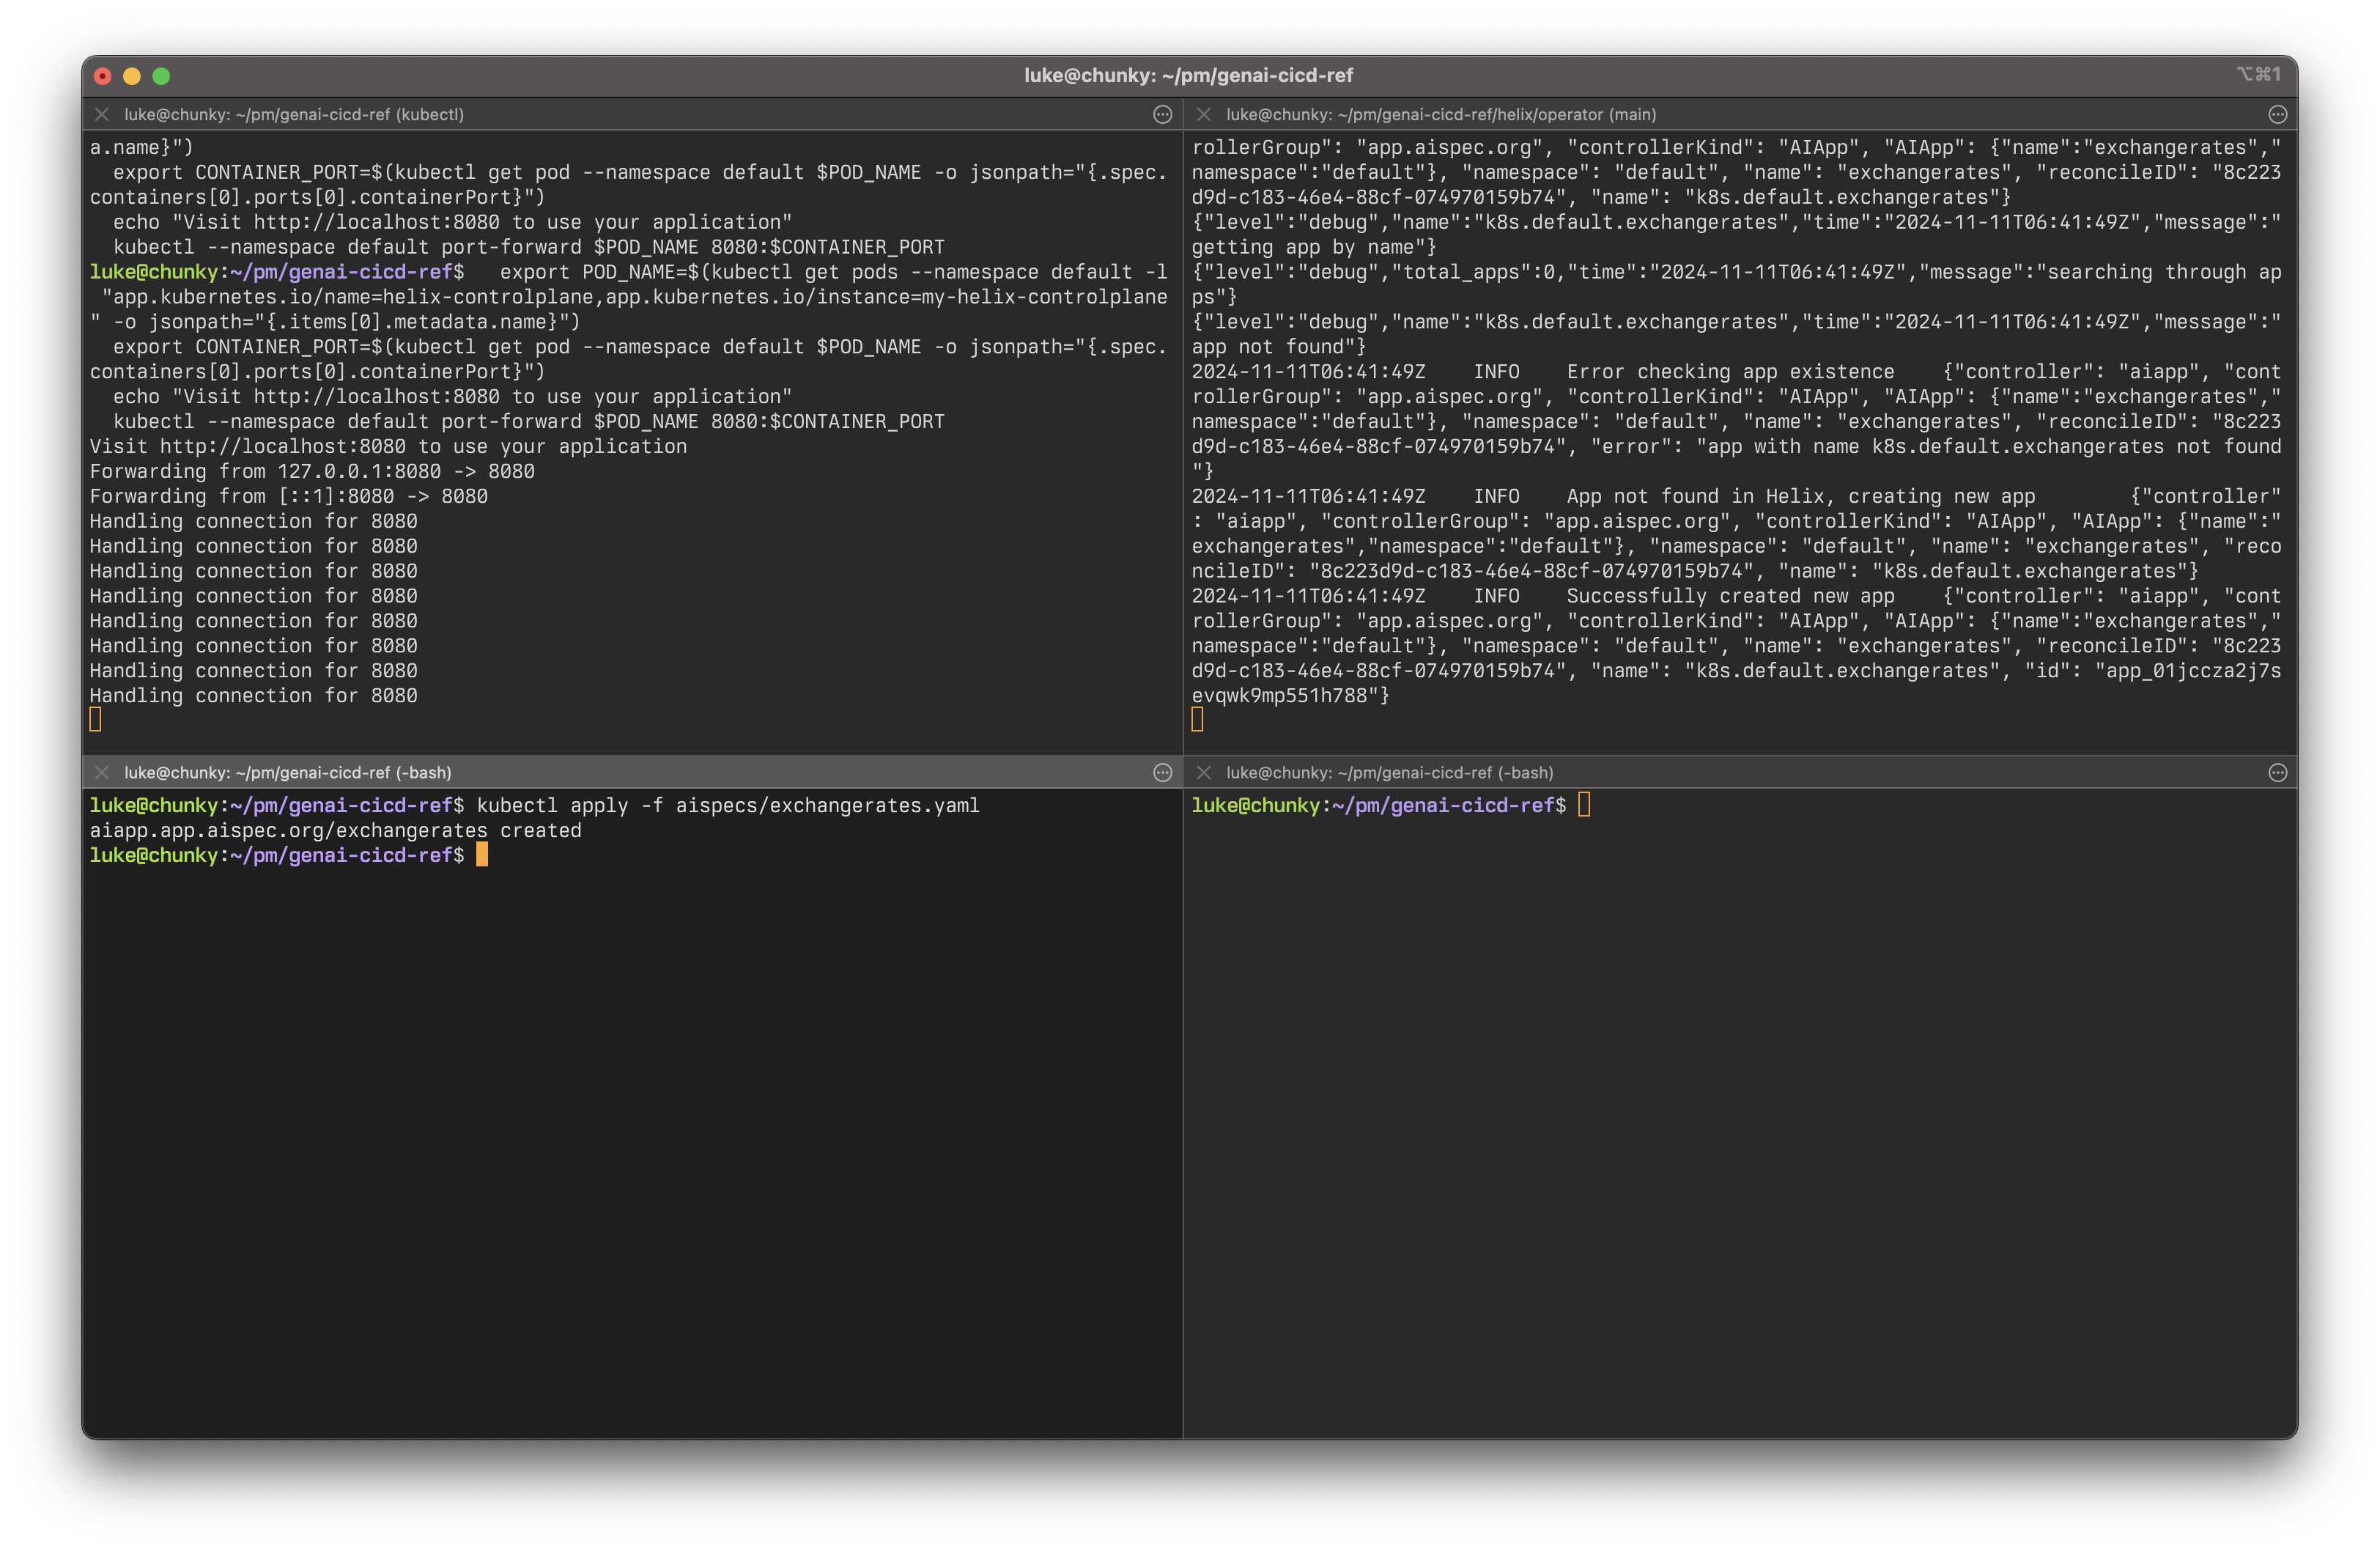 luke@chunky: ~/pm/genai-cicd-ref
⌥⌘1
luke@chunky: ~/pm/genai-cicd-ref (kubectl)
a.name}")
  export CONTAINER_PORT=$(kubectl get pod --namespace default $POD_NAME -o jsonpath="{.spec.
containers[0].ports[0].containerPort}")
  echo "Visit http://localhost:8080 to use your application"
  kubectl --namespace default port-forward $POD_NAME 8080:$CONTAINER_PORT
luke@chunky:~/pm/genai-cicd-ref$   export POD_NAME=$(kubectl get pods --namespace default -l
 "app.kubernetes.io/name=helix-controlplane,app.kubernetes.io/instance=my-helix-controlplane
" -o jsonpath="{.items[0].metadata.name}")
  export CONTAINER_PORT=$(kubectl get pod --namespace default $POD_NAME -o jsonpath="{.spec.
containers[0].ports[0].containerPort}")
  echo "Visit http://localhost:8080 to use your application"
  kubectl --namespace default port-forward $POD_NAME 8080:$CONTAINER_PORT
Visit http://localhost:8080 to use your application
Forwarding from 127.0.0.1:8080 -> 8080
Forwarding from [::1]:8080 -> 8080
Handling connection for 8080
Handling connection for 8080
Handling connection for 8080
Handling connection for 8080
Handling connection for 8080
Handling connection for 8080
Handling connection for 8080
Handling connection for 8080
luke@chunky: ~/pm/genai-cicd-ref/helix/operator (main)
rollerGroup": "app.aispec.org", "controllerKind": "AIApp", "AIApp": {"name":"exchangerates","
namespace":"default"}, "namespace": "default", "name": "exchangerates", "reconcileID": "8c223
d9d-c183-46e4-88cf-074970159b74", "name": "k8s.default.exchangerates"}
{"level":"debug","name":"k8s.default.exchangerates","time":"2024-11-11T06:41:49Z","message":"
getting app by name"}
{"level":"debug","total_apps":0,"time":"2024-11-11T06:41:49Z","message":"searching through ap
ps"}
{"level":"debug","name":"k8s.default.exchangerates","time":"2024-11-11T06:41:49Z","message":"
app not found"}
2024-11-11T06:41:49Z    INFO    Error checking app existence    {"controller": "aiapp", "cont
rollerGroup": "app.aispec.org", "controllerKind": "AIApp", "AIApp": {"name":"exchangerates","
namespace":"default"}, "namespace": "default", "name": "exchangerates", "reconcileID": "8c223
d9d-c183-46e4-88cf-074970159b74", "error": "app with name k8s.default.exchangerates not found
"}
2024-11-11T06:41:49Z    INFO    App not found in Helix, creating new app        {"controller"
: "aiapp", "controllerGroup": "app.aispec.org", "controllerKind": "AIApp", "AIApp": {"name":"
exchangerates","namespace":"default"}, "namespace": "default", "name": "exchangerates", "reco
ncileID": "8c223d9d-c183-46e4-88cf-074970159b74", "name": "k8s.default.exchangerates"}
2024-11-11T06:41:49Z    INFO    Successfully created new app    {"controller": "aiapp", "cont
rollerGroup": "app.aispec.org", "controllerKind": "AIApp", "AIApp": {"name":"exchangerates","
namespace":"default"}, "namespace": "default", "name": "exchangerates", "reconcileID": "8c223
d9d-c183-46e4-88cf-074970159b74", "name": "k8s.default.exchangerates", "id": "app_01jccza2j7s
evqwk9mp551h788"}
luke@chunky: ~/pm/genai-cicd-ref (-bash)
luke@chunky:~/pm/genai-cicd-ref$ kubectl apply -f aispecs/exchangerates.yaml
aiapp.app.aispec.org/exchangerates created
luke@chunky:~/pm/genai-cicd-ref$
luke@chunky: ~/pm/genai-cicd-ref (-bash)
luke@chunky:~/pm/genai-cicd-ref$